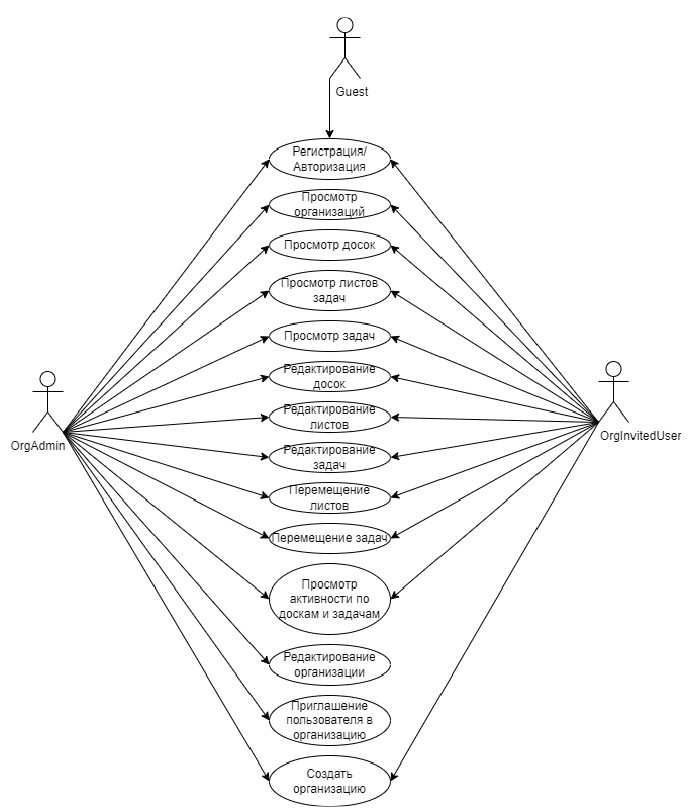 Guest
Регистрация/
Авторизация
Просмотр
организаций
Просмотр досок
Просмотр листов
задач
Просмотр задач
Редактирование
досок
Редактирование
листов
OrgAdmin
OrgInvitedUser
Редактирование
задач
Перемещение
листов
Перемещение задач
Просмотр
активности по
доскам и задачам
Редактирование
организации
Приглашение
пользователя в
организацию
Создать
организацию